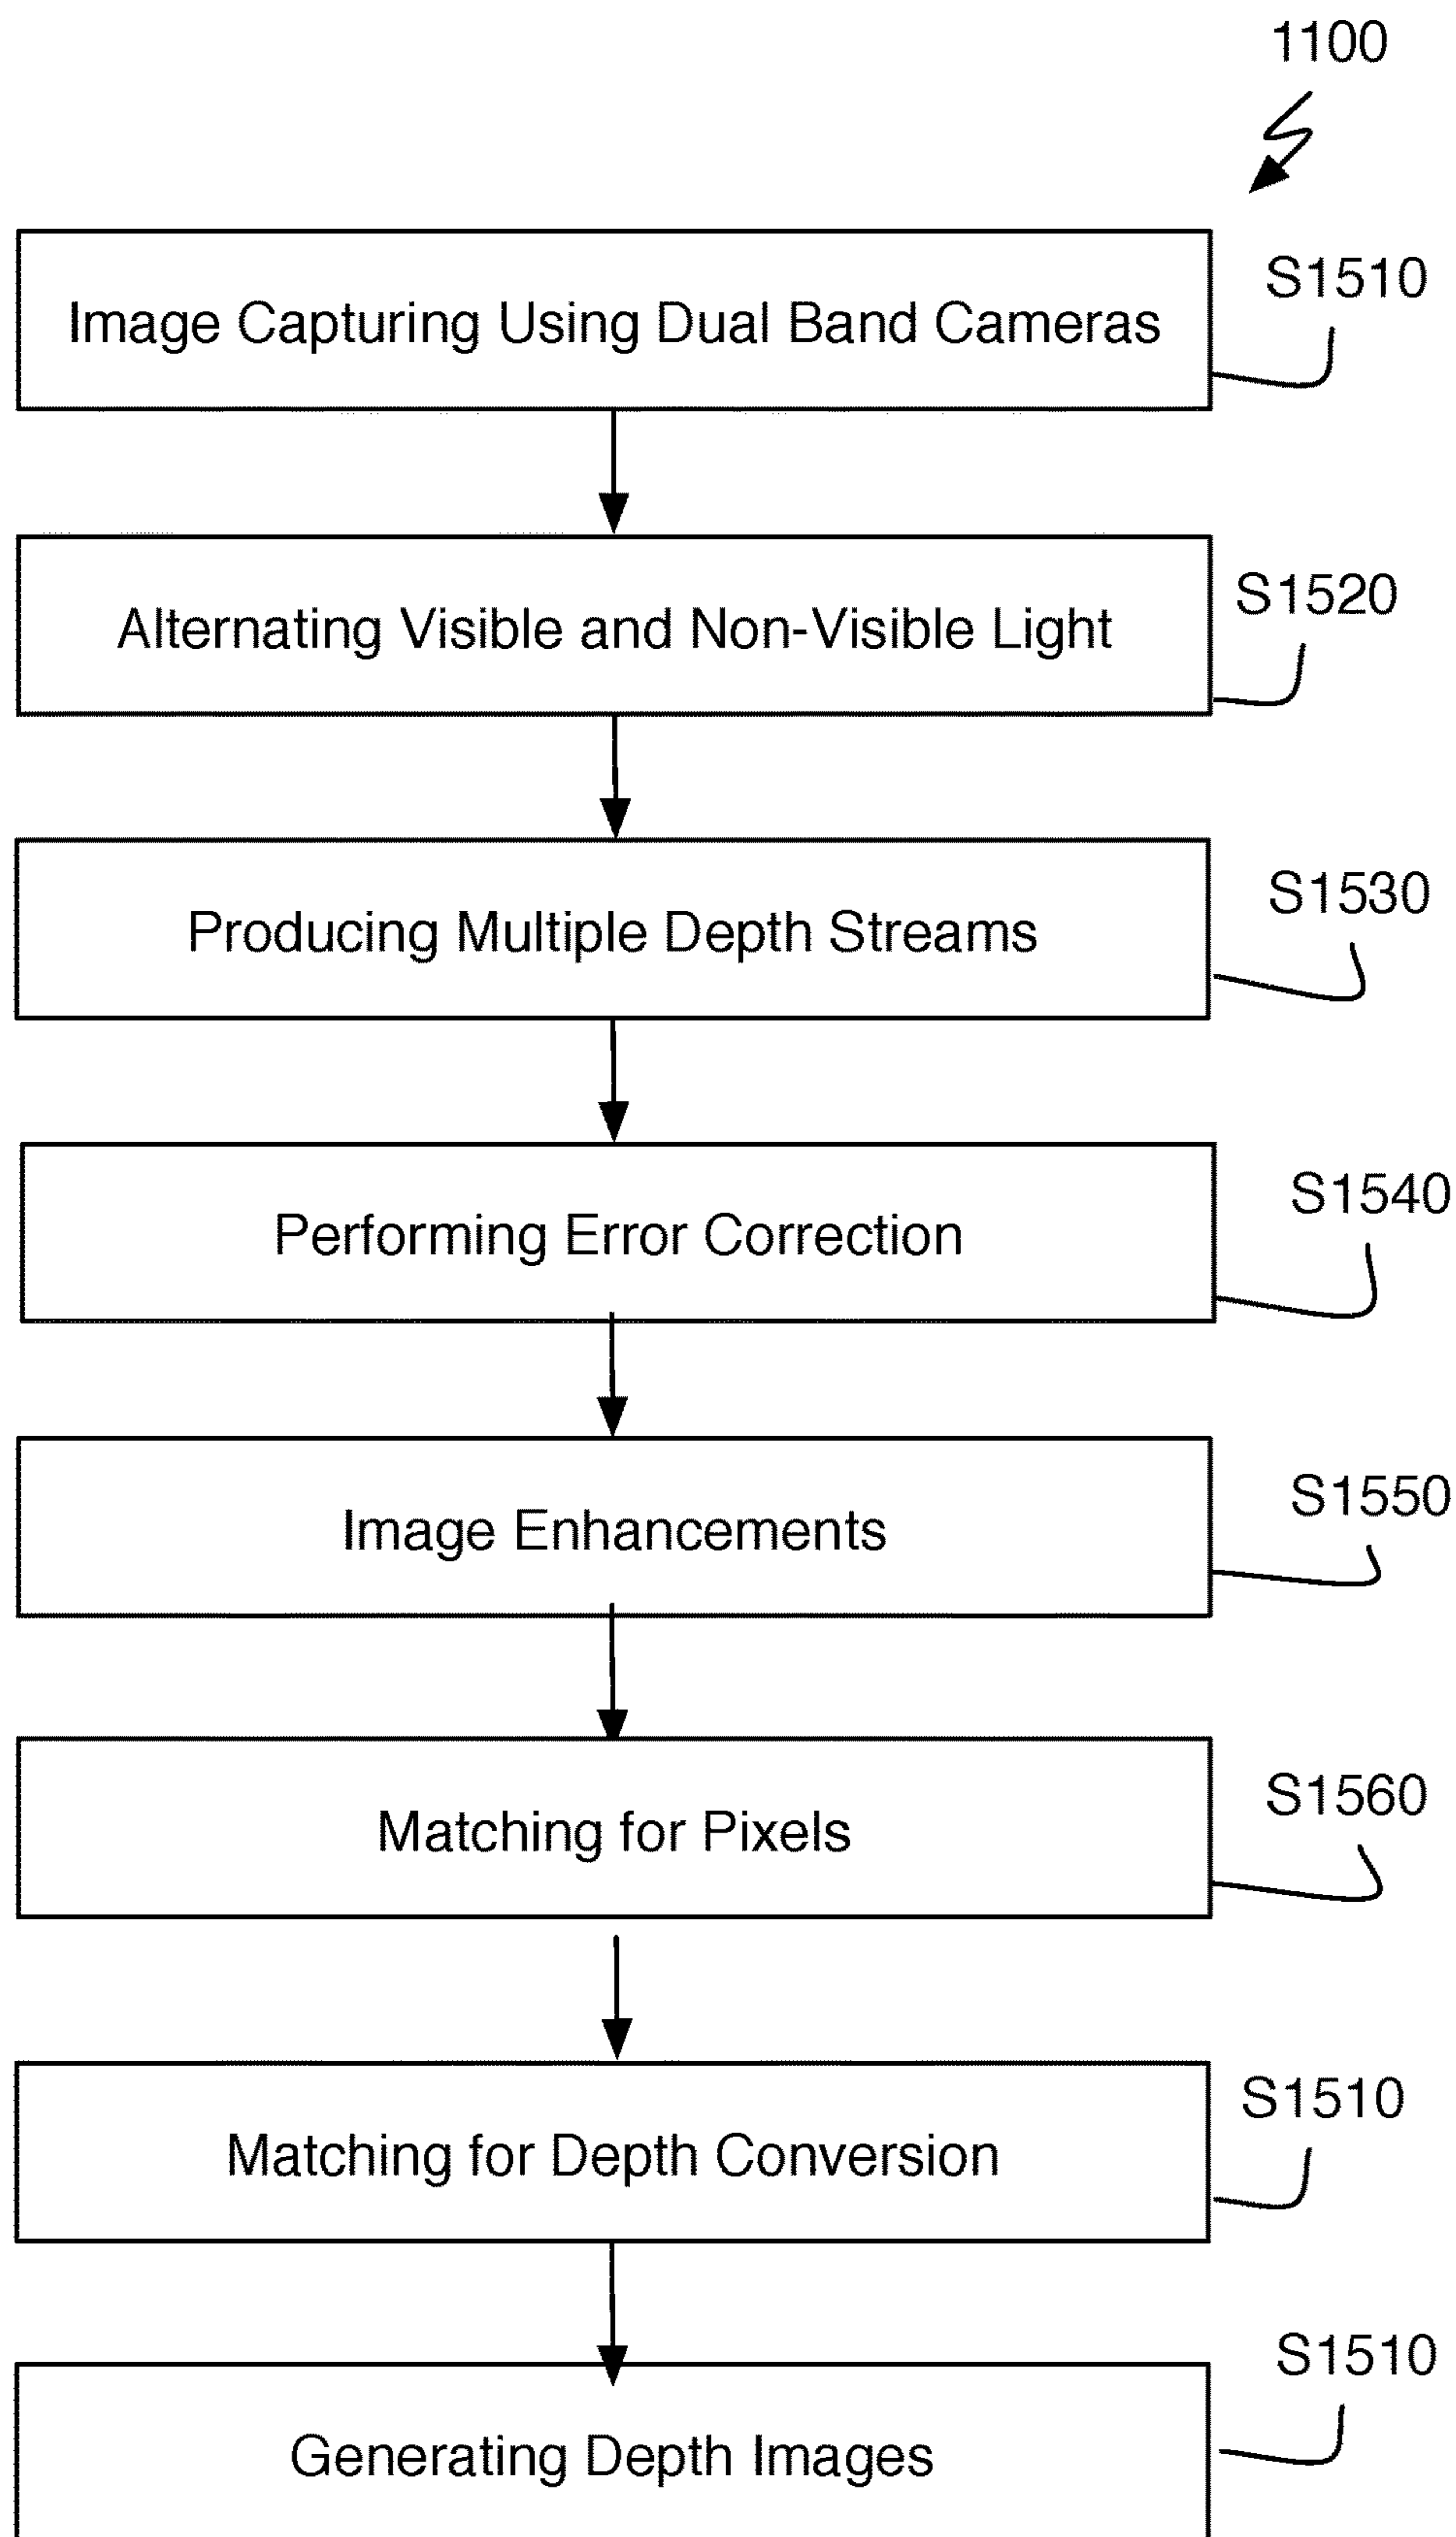 1100
S1510
Image Capturing Using Dual Band Cameras
S1520
Alternating Visible and Non-Visible Light
S1530
Producing Multiple Depth Streams
S1540
Performing Error Correction
S1550
Image Enhancements
S1560
Matching for Pixels
S1510
Matching for Depth Conversion
S1510
Generating Depth Images